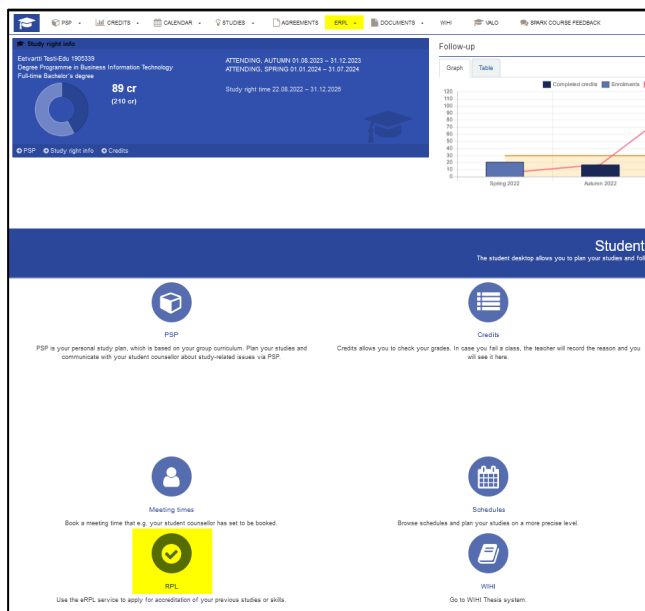 PSP CREDITS CALENDAR STUDIES AGREEMENTS ERPL DOCUMENTS WIHI VALO SPARK COURSE FEEDBACK
Study right info
Eetvartti Testi-Edu 1905339
Degree Programme in Business Information Technology
Full-time Bachelor's degree
89 cr
(210 cr)
ATTENDING, AUTUMN 01.08.2023 – 31.12.2023
ATTENDING, SPRING 01.01.2024 – 31.07.2024
Study right time 22.08.2022 – 31.12.2026
PSP Study right info Credits
Follow-up
Graph Table
Completed credits Enrolments
120
110
100
90
80
70
60
50
40
30
20
10
0
Spring 2022 Autumn 2022
Student
The student desktop allows you to plan your studies and foll
PSP
PSP is your personal study plan, which is based on your group curriculum. Plan your studies and
communicate with your student counsellor about study-related issues via PSP.
Credits
Credits allows you to check your grades. In case you fail a class, the teacher will record the reason and you
will see it here.
Meeting times
Book a meeting time that e.g. your student counsellor has set to be booked.
Schedules
Browse schedules and plan your studies on a more precise level.
RPL
Use the eRPL service to apply for accreditation of your previous studies or skills.
WIHI
Go to WIHI Thesis system.